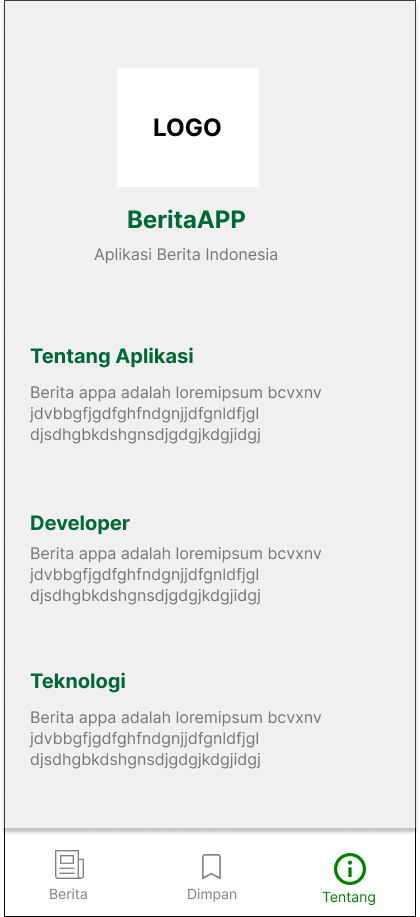 LOGO
BeritaAPP
Aplikasi Berita Indonesia
Tentang Aplikasi
Berita appa adalah loremipsum bcvxnv
jdvbbgfjgdfghfndgnjjdfgnldfjgl
djsdhgbkdshgnsdjgdgjkdgjidgj
Developer
Berita appa adalah loremipsum bcvxnv
jdvbbgfjgdfghfndgnjjdfgnldfjgl
djsdhgbkdshgnsdjgdgjkdgjidgj
Teknologi
Berita appa adalah loremipsum bcvxnv
jdvbbgfjgdfghfndgnjjdfgnldfjgl
djsdhgbkdshgnsdjgdgjkdgjidgj
Berita
Dimpan
Tentang